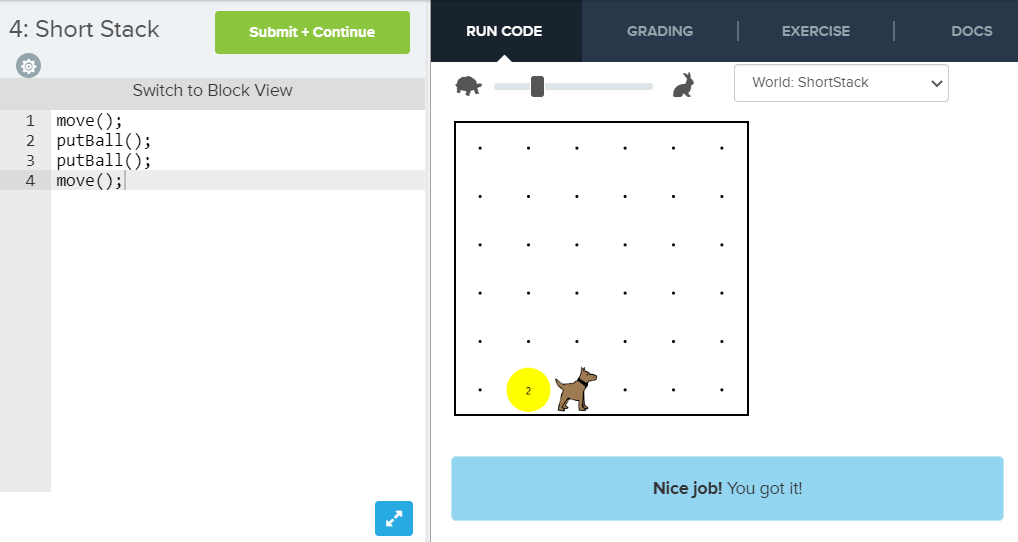 4: Short Stack
Submit + Continue
Switch to Block View
1 move();
2 putBall();
3 putBall();
4 move();
RUN CODE
GRADING
EXERCISE
DOCS
World: ShortStack
2
Nice job! You got it!